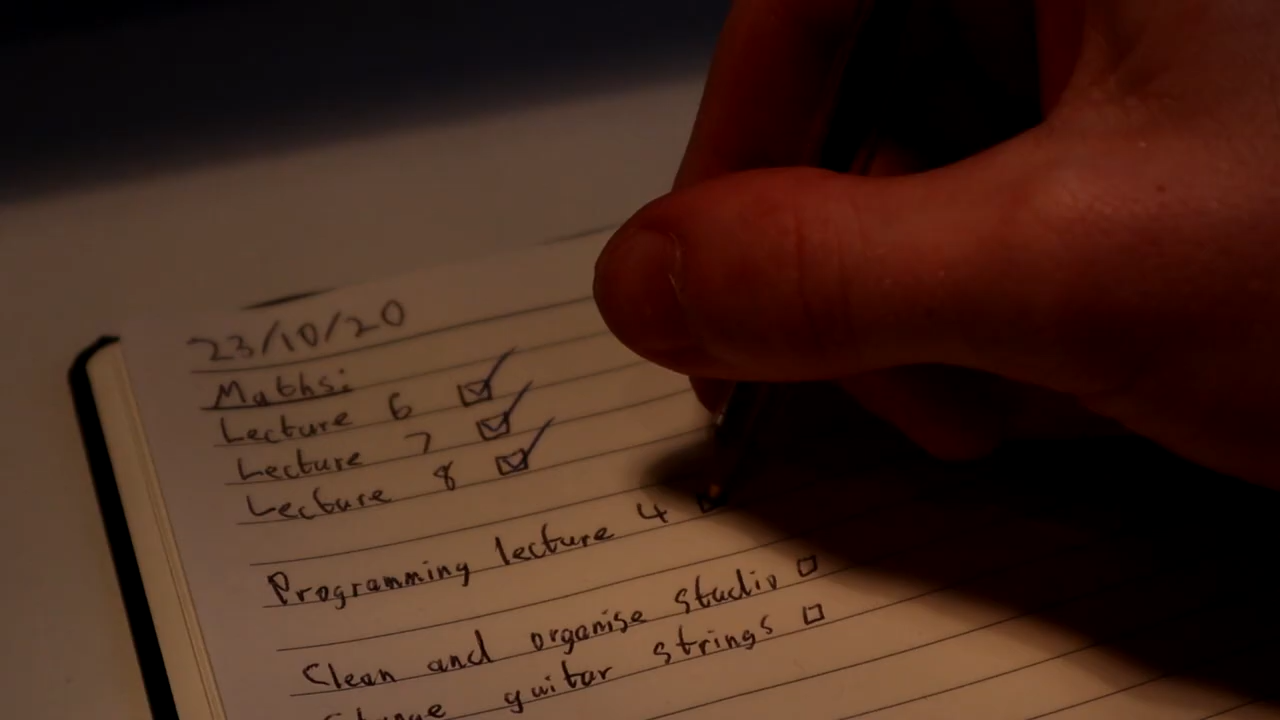 23/10/20
Maths:
Lecture 6
Lecture 7
Lecture 8
Programming lecture 4
Clean and organise studio
Change guitar strings